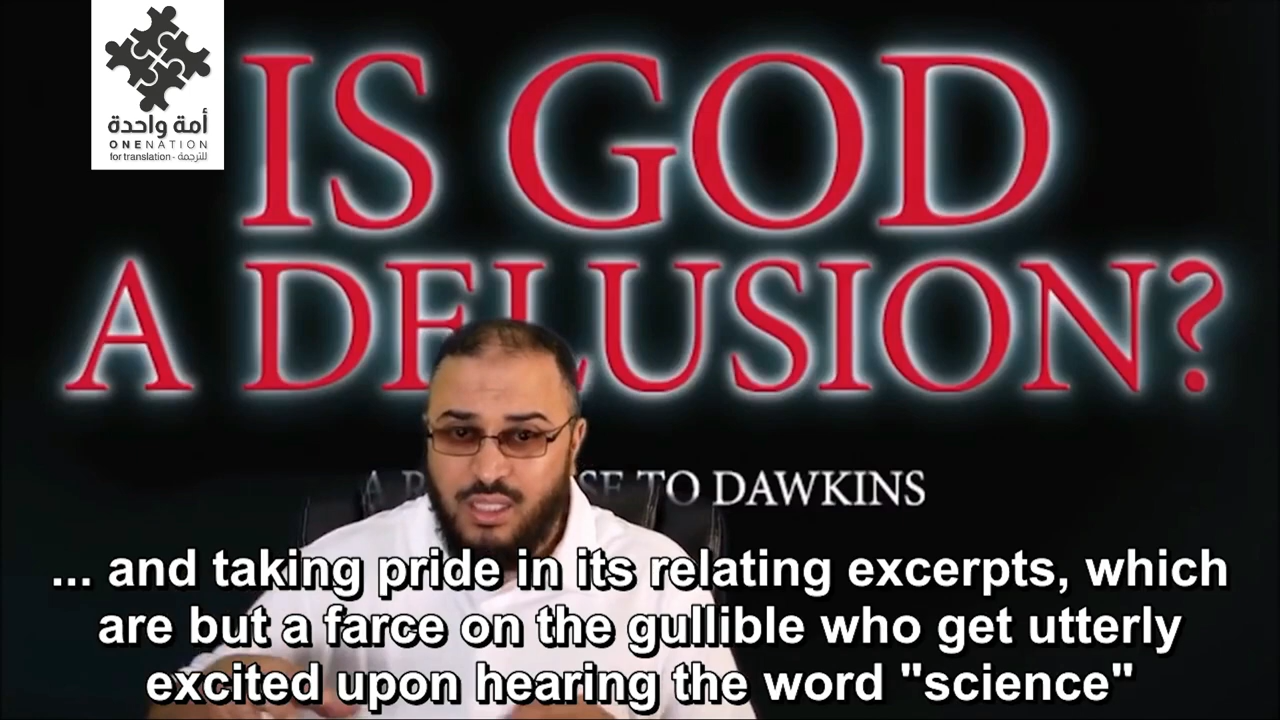 أمة واحدة
ONENATION
for translation - للترجمة
IS GOD
A DELUSION?
TO DAWKINS
... and taking pride in its relating excerpts, which
are but a farce on the gullible who get utterly
excited upon hearing the word "science"